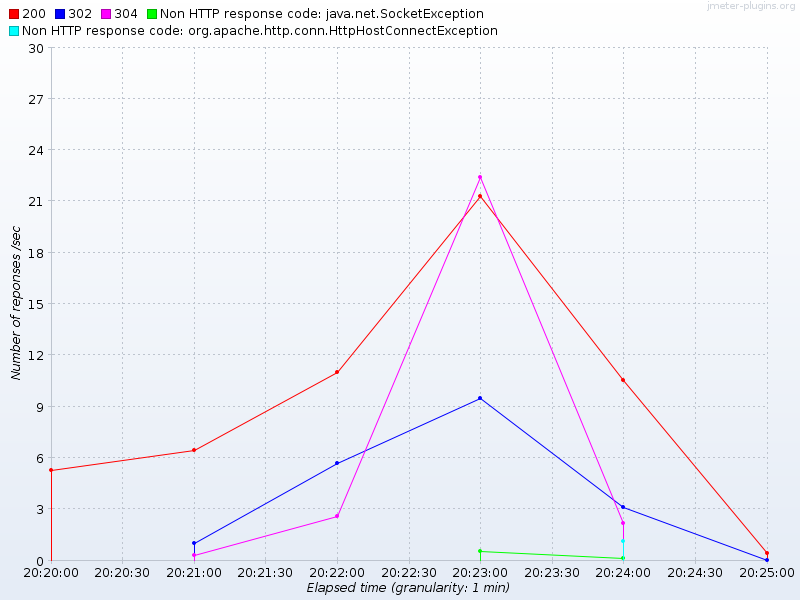 200 302 304 Non HTTP response code: java.net.SocketException
jmeter-plugins.org
Non HTTP response code: org.apache.http.conn.HttpHostConnectException
30
27
24
21
18
15
12
9
6
3
0
Number of reponses /sec
20:20:00 20:20:30 20:21:00 20:21:30 20:22:00 20:22:30 20:23:00 20:23:30 20:24:00 20:24:30 20:25:00
Elapsed time (granularity: 1 min)